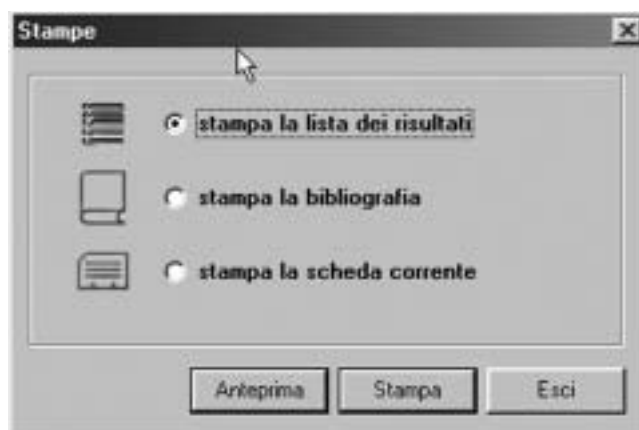 Stampe
stampa la lista dei risultati
stampa la bibliografia
stampa la scheda corrente
Anteprima Stampa Esci